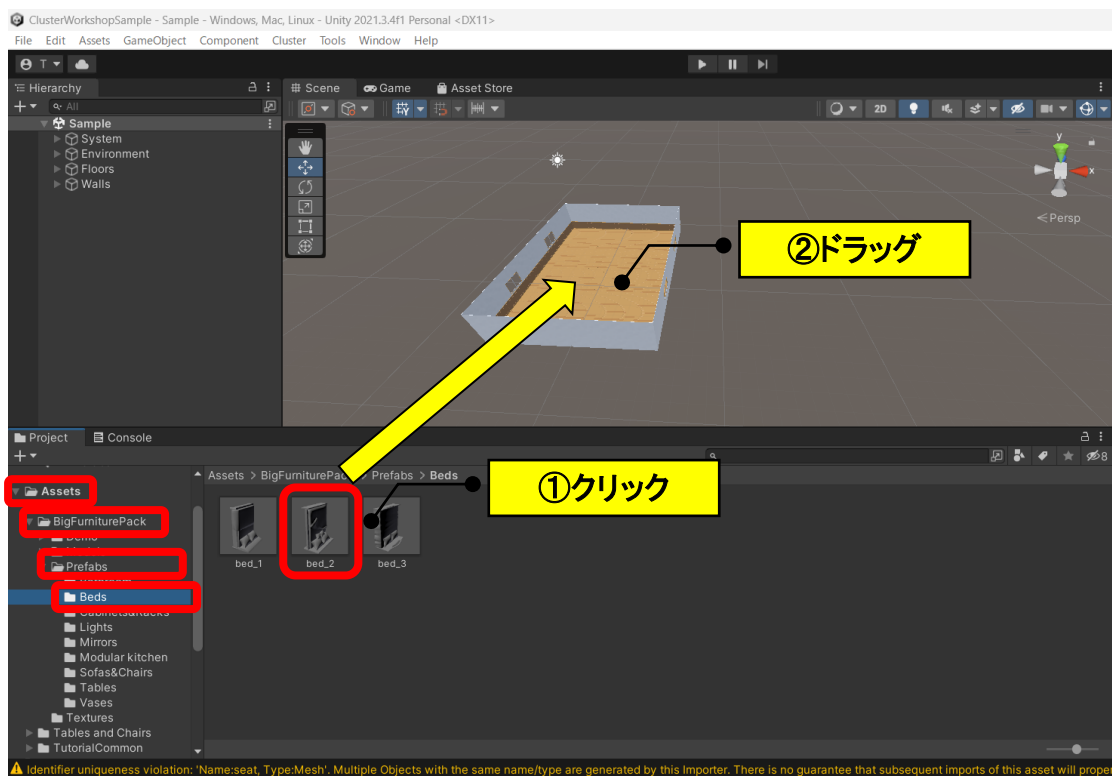 ClusterWorkshopSample - Sample - Windows, Mac, Linux - Unity 2021.3.4f1 Personal <DX11>
File Edit Assets GameObject Component Cluster Tools Window Help
T
Hierarchy
Scene Game Asset Store
All
2D
Sample
System
Environment
Floors
Walls
y
x
Persp
②ドラッグ
Project Console
8
Assets > BigFurniturePac > Prefabs > Beds
①クリック
Assets
BigFurniturePack
Demo
Prefabs
Beds
Cabinets&Racks
Lights
Mirrors
Modular kitchen
Sofas&Chairs
Tables
Vases
Textures
Tables and Chairs
TutorialCommon
bed_1 bed_2 bed_3
Identifier uniqueness violation: 'Name:seat, Type:Mesh'. Multiple Objects with the same name/type are generated by this Importer. There is no guarantee that subsequent imports of this asset will prope